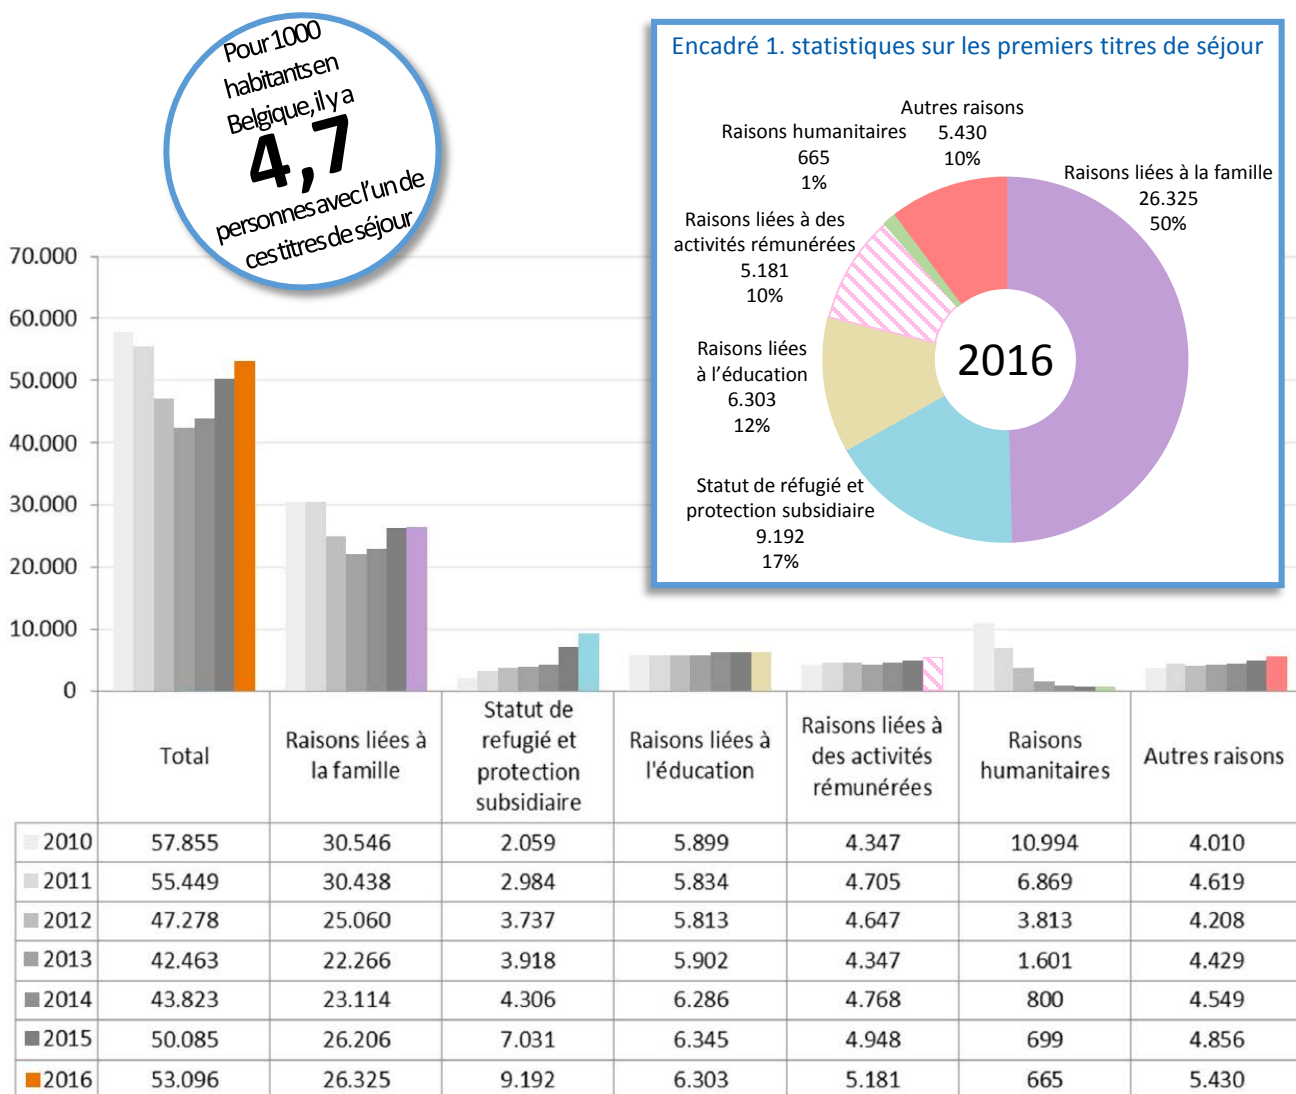 Pour 1000
habitants en
Belgique, il y a
4,7
personnes avec l'un de
ces titres de séjour
Encadré 1. statistiques sur les premiers titres de séjour
Autres raisons
5.430
10%
Raisons humanitaires
665
1%
Raisons liées à la famille
26.325
50%
Raisons liées à des
activités rémunérées
5.181
10%
Raisons liées
à l'éducation
6.303
12%
Statut de réfugié et
protection subsidiaire
9.192
17%
2016
70.000
60.000
50.000
40.000
30.000
20.000
10.000
0
Total
Raisons liées à
la famille
Statut de
refugié et
protection
subsidiaire
Raisons liées à
l'éducation
Raisons liées à
des activités
rémunérées
Raisons
humanitaires
Autres raisons
2010 57.855 30.546 2.059 5.899 4.347 10.994 4.010
2011 55.449 30.438 2.984 5.834 4.705 6.869 4.619
2012 47.278 25.060 3.737 5.813 4.647 3.813 4.208
2013 42.463 22.266 3.918 5.902 4.347 1.601 4.429
2014 43.823 23.114 4.306 6.286 4.768 800 4.549
2015 50.085 26.206 7.031 6.345 4.948 699 4.856
2016 53.096 26.325 9.192 6.303 5.181 665 5.430